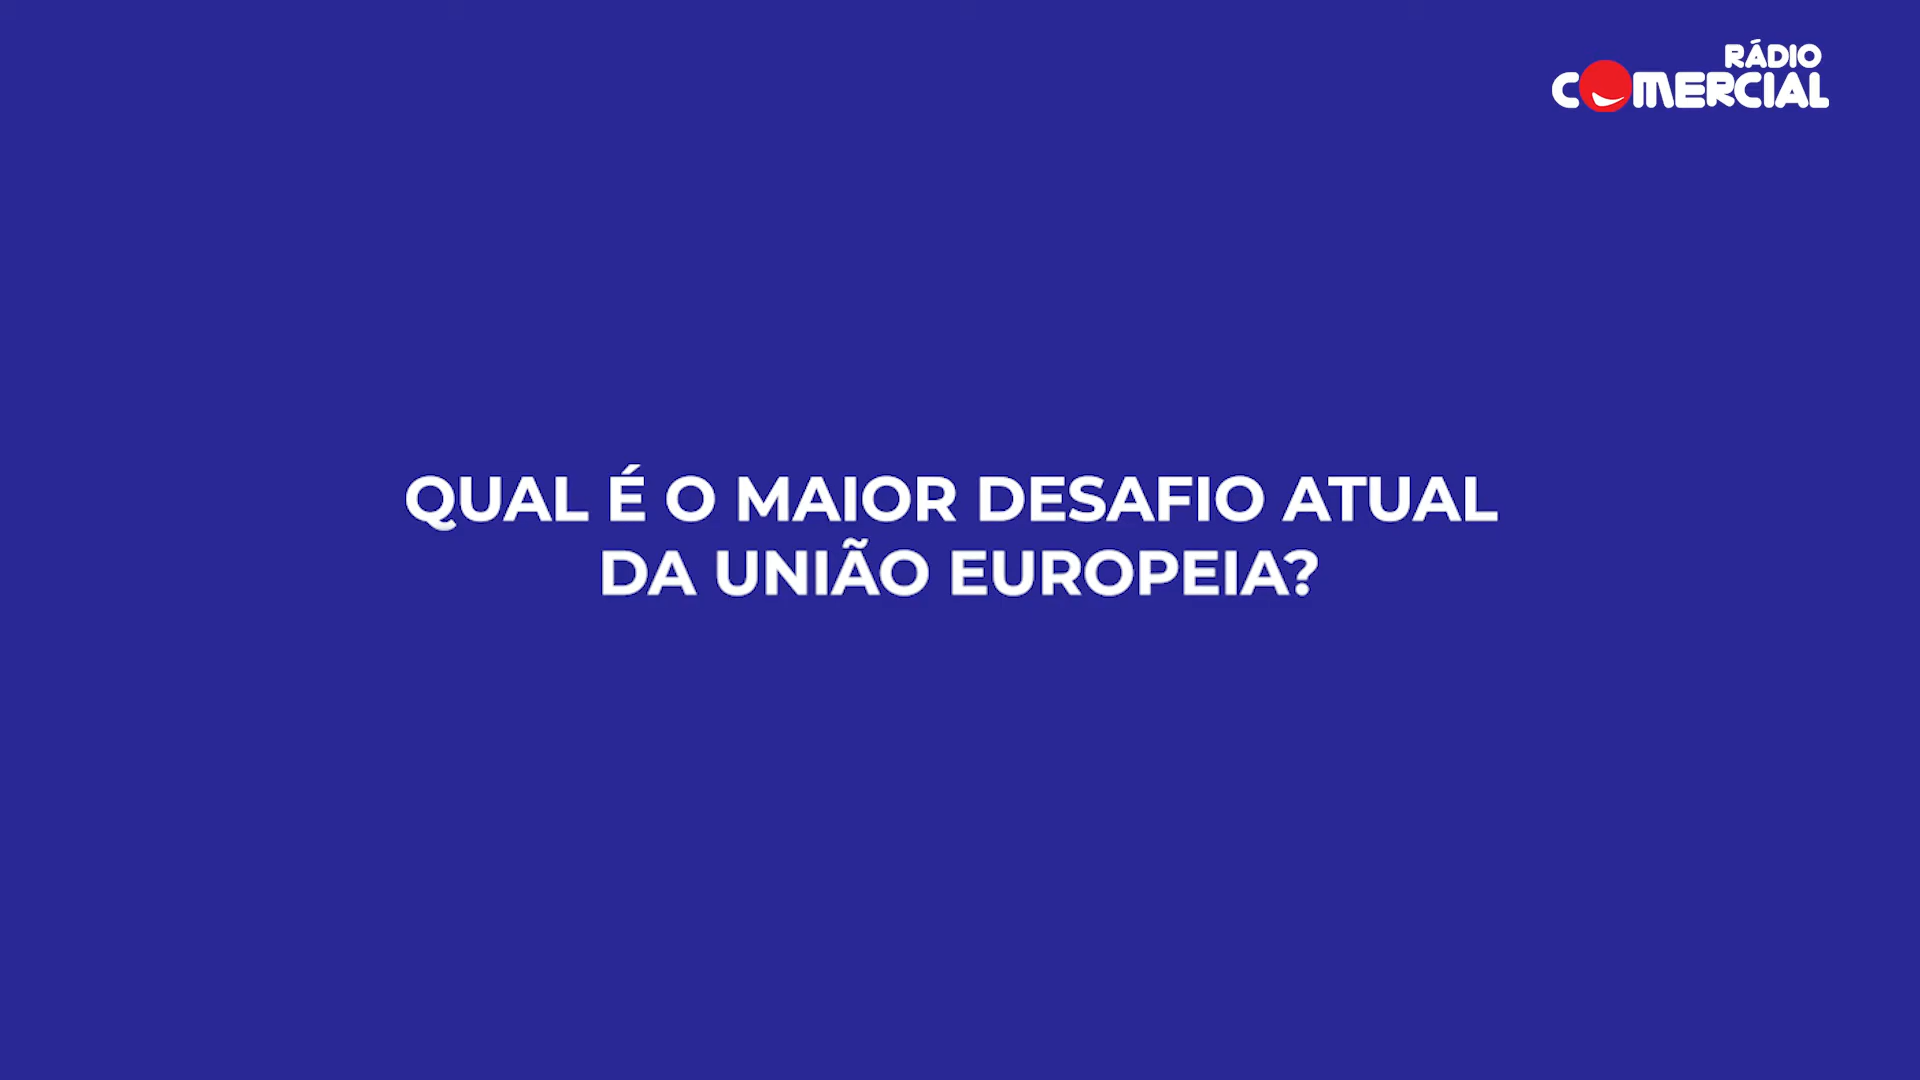 RÁDIO
COMERCIAL
QUAL É O MAIOR DESAFIO ATUAL
DA UNIÃO EUROPEIA?